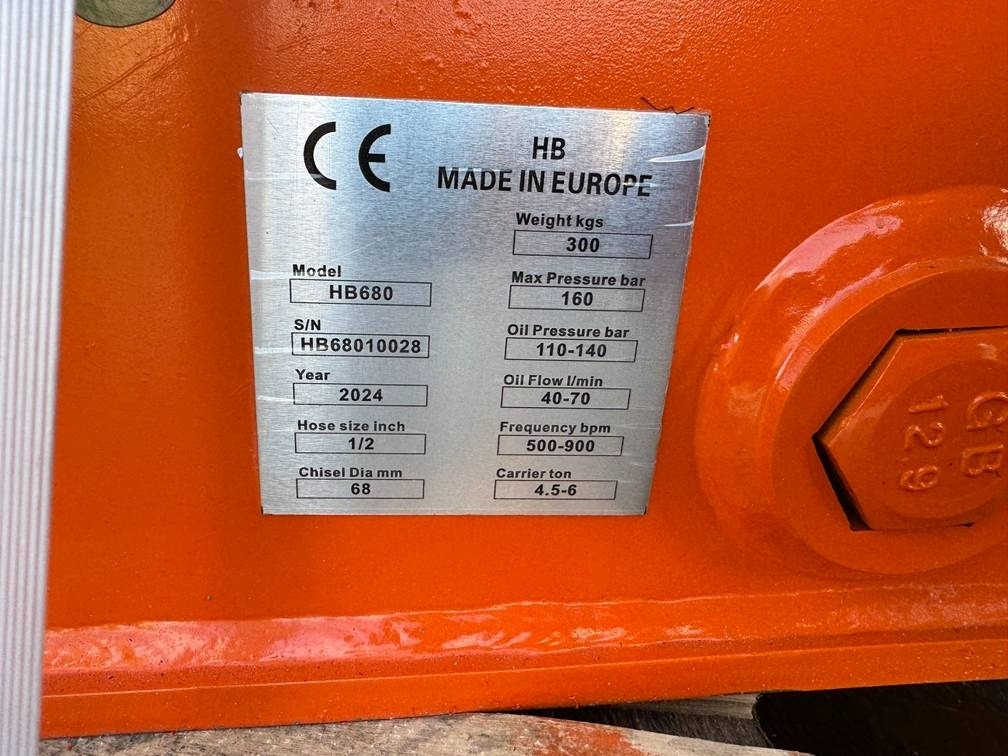 CE
HB
MADE IN EUROPE
Weight kgs
300
Model
HB680
Max Pressure bar
160
S/N
HB68010028
Oil Pressure bar
110-140
Year
2024
Oil Flow l/min
40-70
Hose size inch
1/2
Frequency bpm
500-900
Chisel Dia mm
68
Carrier ton
4.5-6
GB
12.9